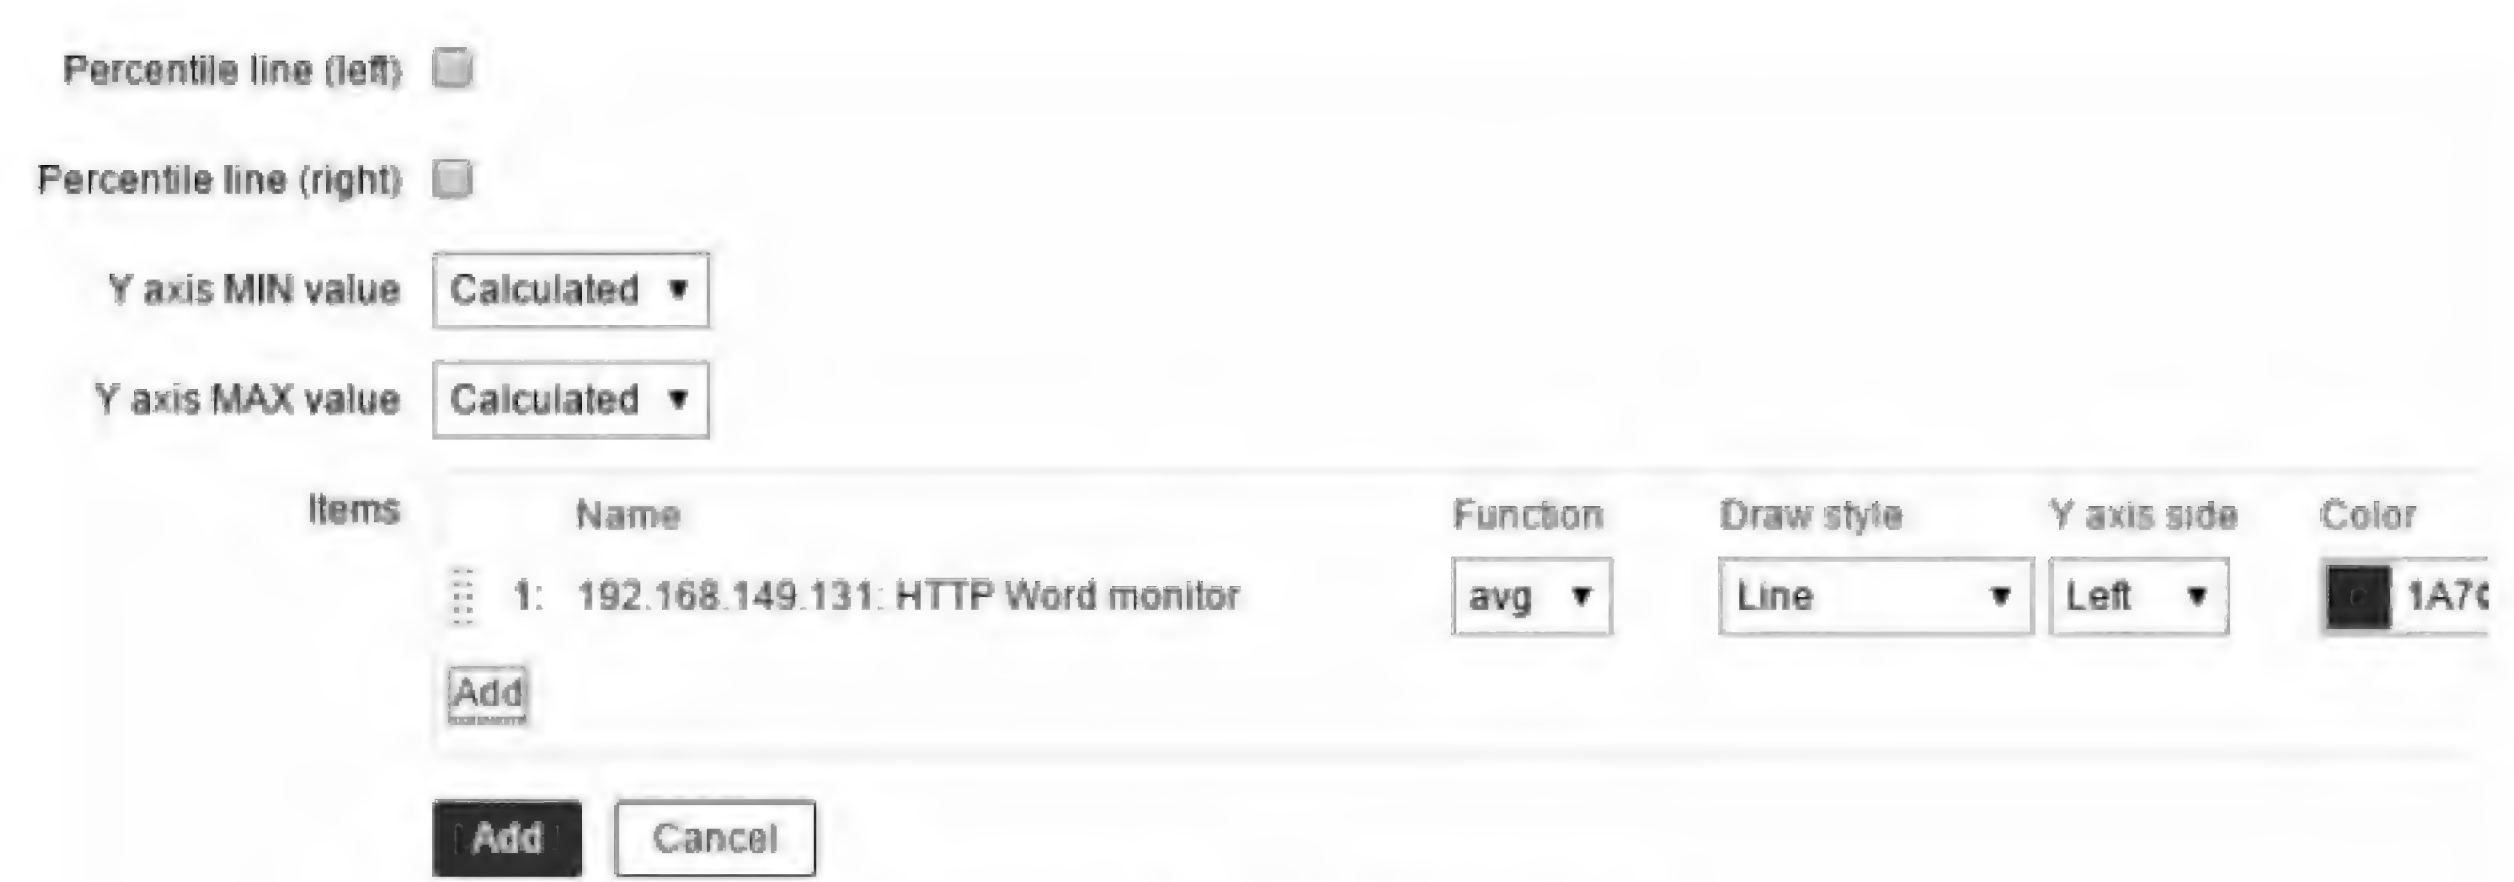 Percentile line (left)
Percentile line (right)
Y axis MIN value Calculated
Y axis MAX value Calculated
Items Name Function Draw style Y axis side Color
1: 192.168.149.131: HTTP Word monitor avg Line Left
Add
Add Cancel